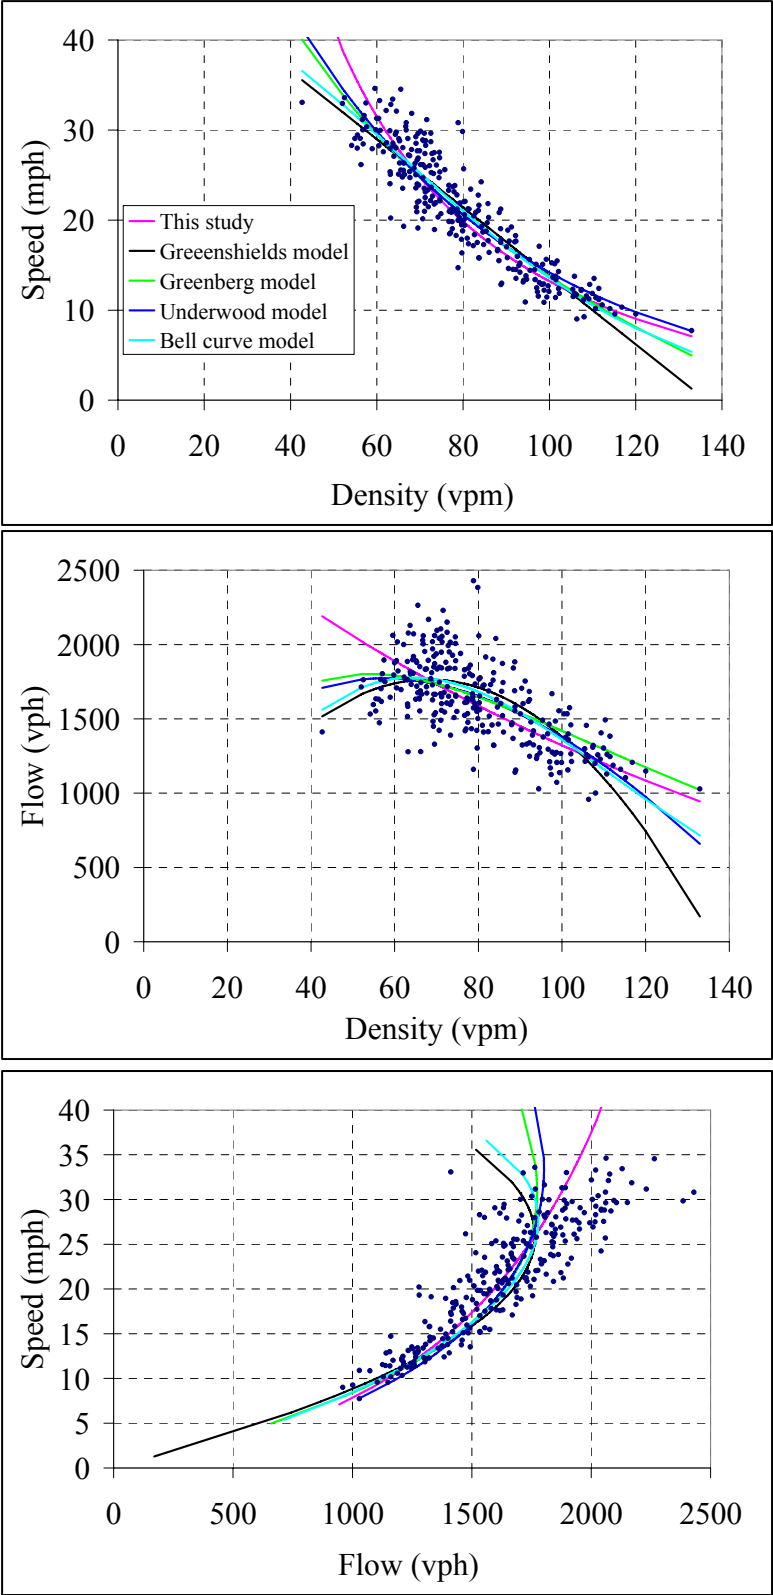 40
30
20
10
0
Speed (mph)
This study
Greeenshields model
Greenberg model
Underwood model
Bell curve model
0 20 40 60 80 100 120 140
Density (vpm)
2500
2000
1500
1000
500
0
Flow (vph)
0 20 40 60 80 100 120 140
Density (vpm)
40
35
30
25
20
15
10
5
0
Speed (mph)
0 500 1000 1500 2000 2500
Flow (vph)